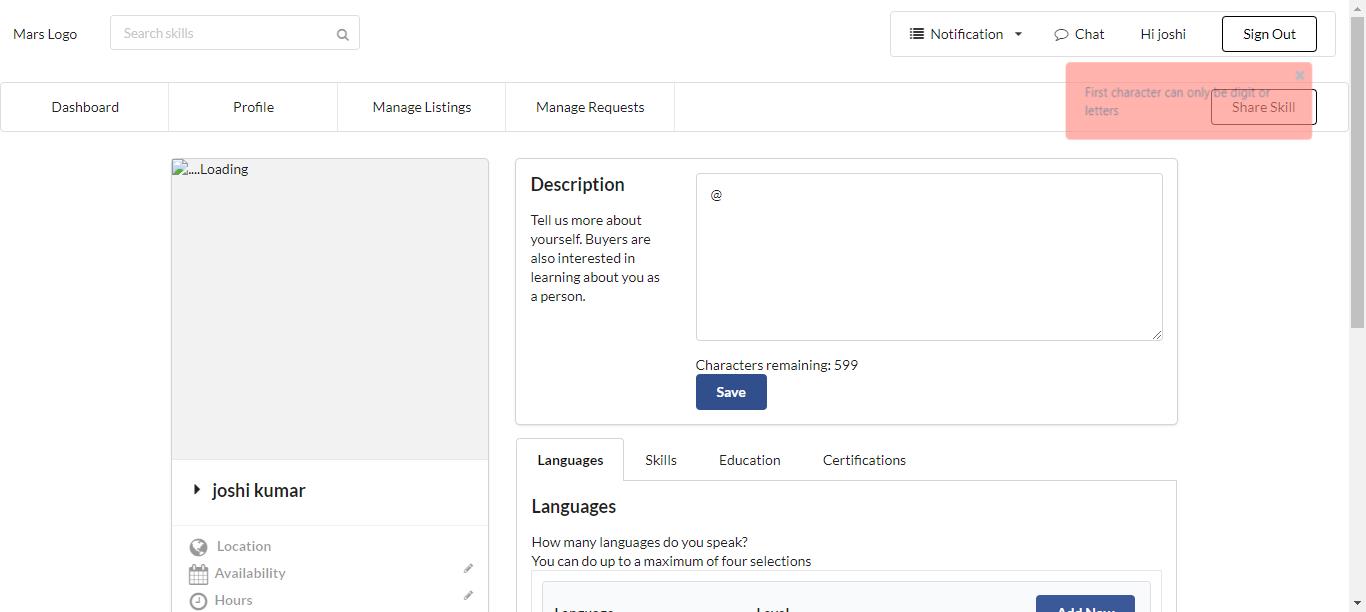 Mars Logo
Search skills
Notification
Chat
Hi joshi
Sign Out
Dashboard
Profile
Manage Listings
Manage Requests
Share Skill
First character can only be digit or
letters
....Loading
joshi kumar
Location
Availability
Hours
Description
Tell us more about
yourself. Buyers are
also interested in
learning about you as
a person.
@
Characters remaining: 599
Save
Languages
Skills
Education
Certifications
Languages
How many languages do you speak?
You can do up to a maximum of four selections
Language
Level
Add New